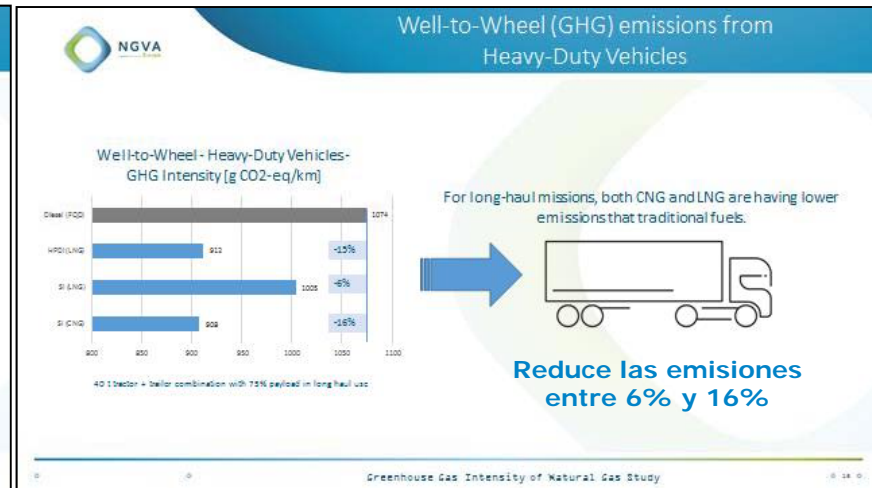 NGVA
Europe
Well-to-Wheel (GHG) emissions from
Heavy-Duty Vehicles
Well-to-Wheel - Heavy-Duty Vehicles-
GHG Intensity [g CO2-eq/km]
Diesel (FQD)
1074
HPDI (LNG)
913
-15%
SI (LNG)
1005
-6%
SI (CNG)
908
-16%
800
850
900
950
1000
1050
1100
40 t tractor + trailer combination with 75% payload in long haul use
For long-haul missions, both CNG and LNG are having lower
emissions that traditional fuels.
Reduce las emisiones
entre 6% y 16%
Greenhouse Gas Intensity of Natural Gas Study